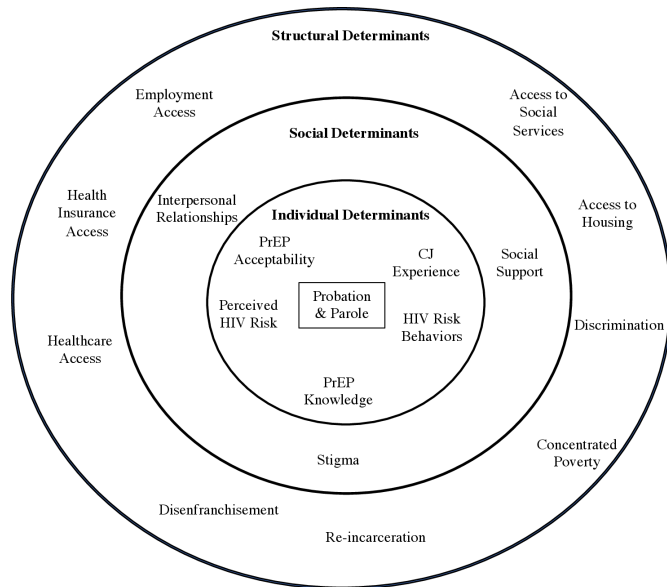 Structural Determinants
Employment
Access
Access to
Social
Services
Social Determinants
Health
Insurance
Access
Interpersonal
Relationships
Access to
Housing
Individual Determinants
PrEP
Acceptability
CJ
Experience
Social
Support
Perceived
HIV Risk
Probation
& Parole
HIV Risk
Behaviors
Discrimination
Healthcare
Access
PrEP
Knowledge
Stigma
Concentrated
Poverty
Disenfranchisement
Re-incarceration